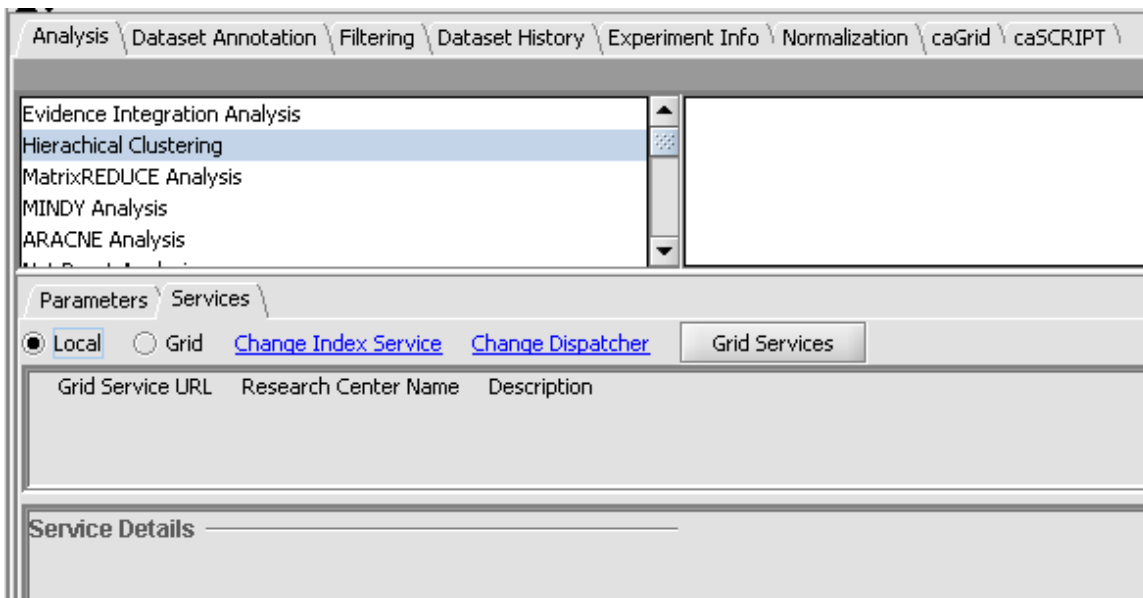 Analysis Dataset Annotation Filtering Dataset History Experiment Info Normalization caGrid caSCRIPT
Evidence Integration Analysis
Hierachical Clustering
MatrixREDUCE Analysis
MINDY Analysis
ARACNE Analysis
Parameters Services
Local Grid Change Index Service Change Dispatcher Grid Services
Grid Service URL Research Center Name Description
Service Details